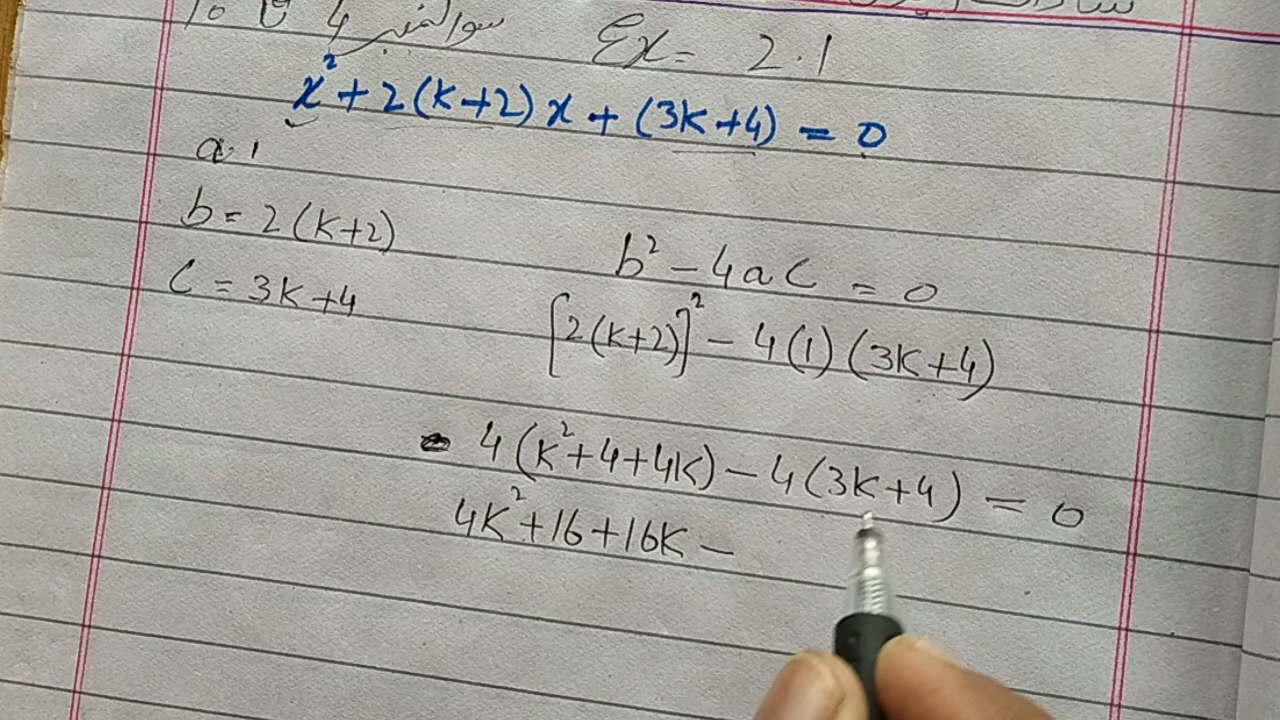 سوال نمبر 4 تا 10 Ex= 2.1
x² + 2(k+2)x + (3k+4) = 0
a. 1
b = 2(k+2)
b² - 4ac = 0
c = 3k+4
[2(k+2)]² - 4(1)(3k+4)
4(k²+4+4k) - 4(3k+4) = 0
4k²+16+16k -